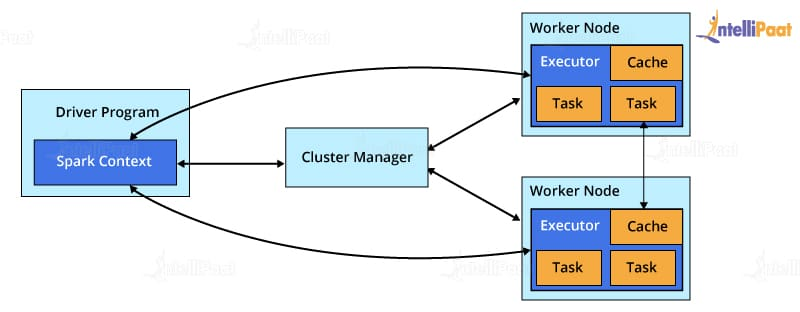 Worker Node
IntelliPaat
Executor
Cache
Task
Task
Driver Program
Spark Context
Cluster Manager
Worker Node
Executor
Cache
Task
Task